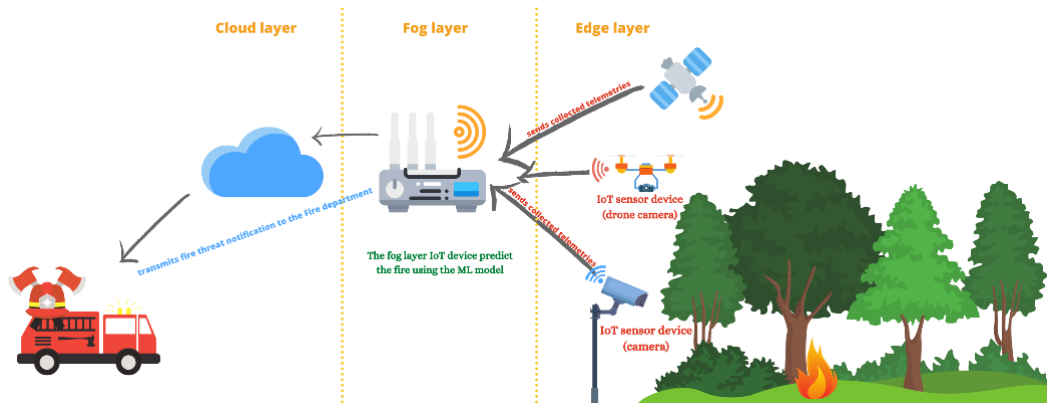 Cloud layer
Fog layer
Edge layer
sends collected telemetries
IoT sensor device
(drone camera)
sends collected telemetries
transmits fire threat notification to the Fire department
The fog layer IoT device predict
the fire using the ML model
IoT sensor device
(camera)